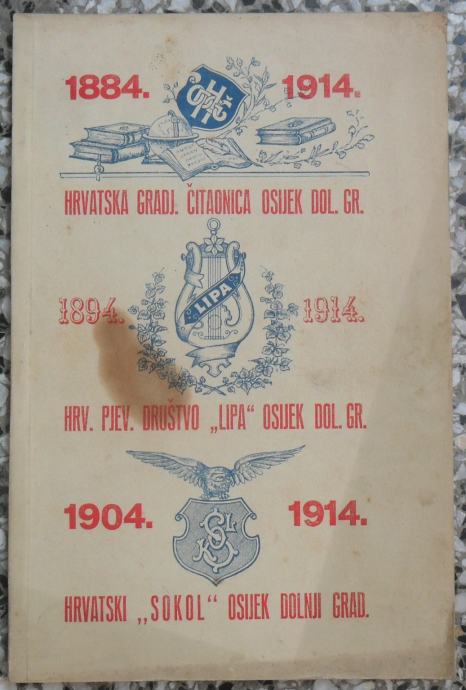 1884. 1914.
HRVATSKA GRADJ. ČITAONICA OSIJEK DOL. GR.
LIPA
1894. 1914.
HRV. PJEV. DRUŠTVO „LIPA" OSIJEK DOL. GR.
1904. 1914.
HRVATSKI „SOKOL" OSIJEK DOLNJI GRAD.